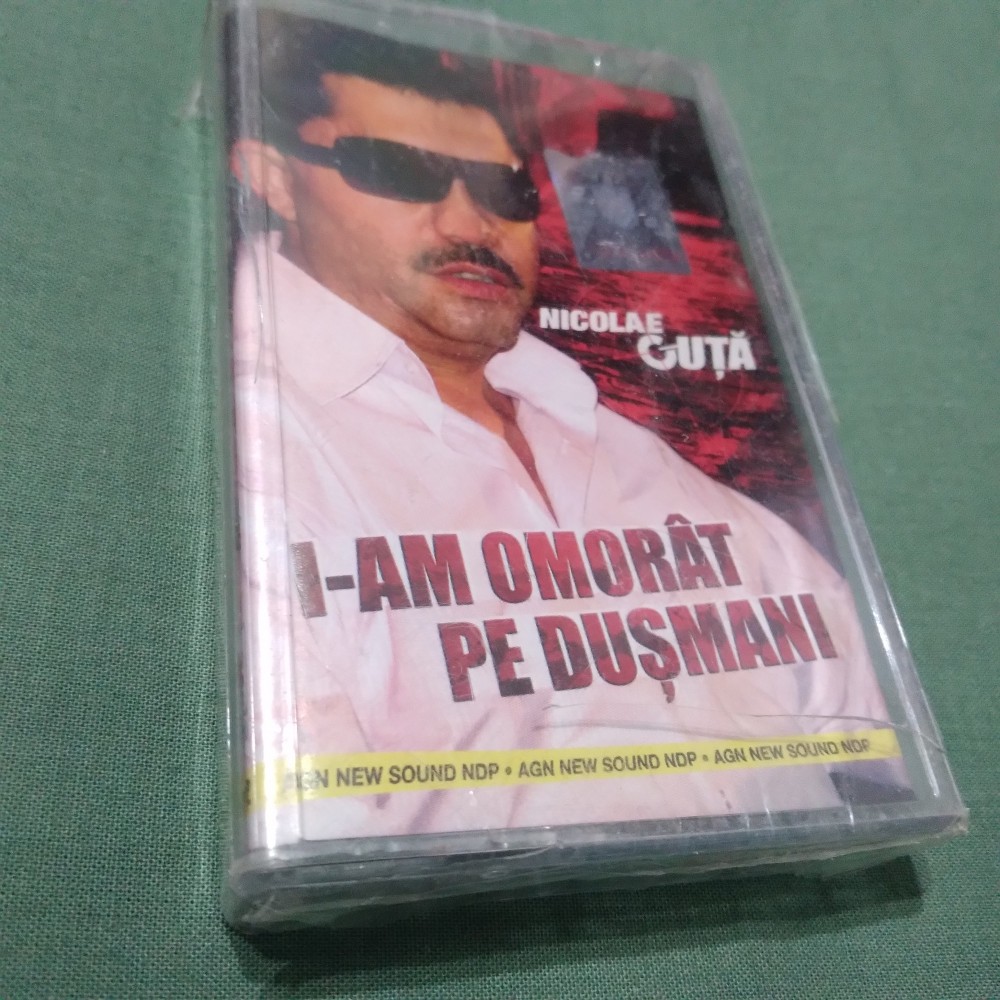 NICOLAE
GUȚĂ
I-AM OMORÂT
PE DUȘMANI
AGN NEW SOUND NDP • AGN NEW SOUND NDP • AGN NEW SOUND NDP